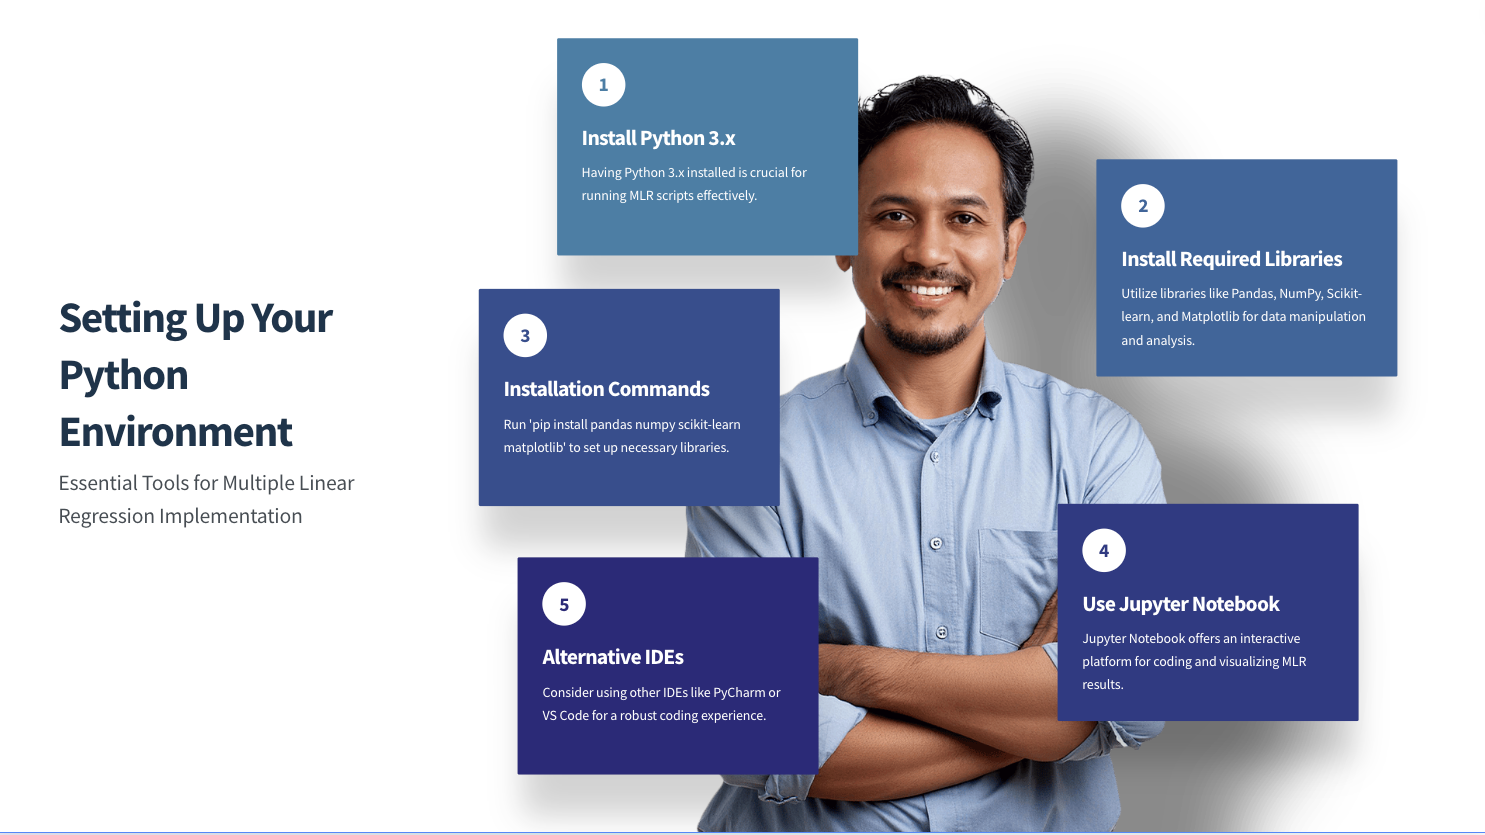 Setting Up Your
Python
Environment
Essential Tools for Multiple Linear
Regression Implementation
1
Install Python 3.x
Having Python 3.x installed is crucial for
running MLR scripts effectively.
2
Install Required Libraries
Utilize libraries like Pandas, NumPy, Scikit-
learn, and Matplotlib for data manipulation
and analysis.
3
Installation Commands
Run 'pip install pandas numpy scikit-learn
matplotlib' to set up necessary libraries.
4
Use Jupyter Notebook
Jupyter Notebook offers an interactive
platform for coding and visualizing MLR
results.
5
Alternative IDEs
Consider using other IDEs like PyCharm or
VS Code for a robust coding experience.